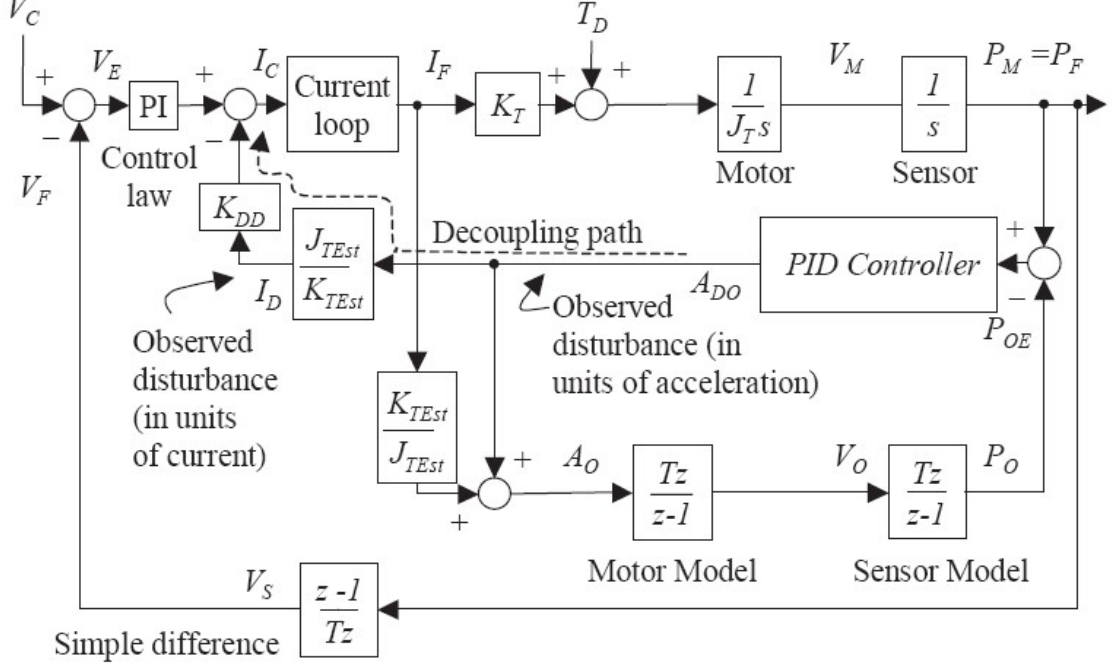 V_C
+
−
V_E
PI
Control
law
+
−
I_C
Current
loop
I_F
K_T
+
T_D
+
1
J_T s
Motor
V_M
1
s
Sensor
P_M =P_F
V_F
K_DD
J_TEst
K_TEst
I_D
Decoupling path
A_DO
PID Controller
+
−
P_OE
Observed
disturbance
(in units
of current)
Observed
disturbance (in
units of acceleration)
K_TEst
J_TEst
+
+
A_O
Tz
z-1
Motor Model
V_O
Tz
z-1
Sensor Model
P_O
V_S
z -1
Tz
Simple difference